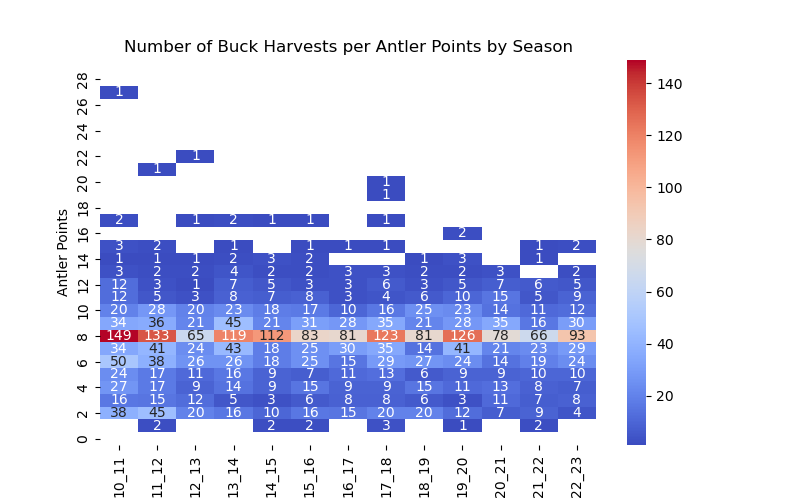 Number of Buck Harvests per Antler Points by Season
Antler Points
28
1
26
24
22 1
1
20 1
1
18
2 1 2 1 1 1
16 2
3 2 1 1 1 1 2
14 1 1 1 2 3 2 1 3 1
3 2 2 4 2 2 3 3 2 2 3 2
12 12 3 1 7 5 3 3 6 3 5 7 6 5
12 5 3 8 7 8 3 4 6 10 15 5 9
10 20 28 20 23 18 17 10 16 23 23 14 11 12
34 36 21 45 21 31 28 35 21 28 35 16 30
8 149 133 65 119 112 83 81 123 81 126 78 66 93
34 41 24 43 18 25 30 35 14 41 21 23 29
6 50 38 26 26 18 25 15 29 27 24 14 19 24
24 17 11 16 9 7 11 13 6 9 9 10 10
4 27 17 9 14 9 15 9 9 15 11 13 8 7
16 15 12 5 3 6 8 8 6 3 11 7 8
2 38 45 20 16 10 16 15 20 20 12 7 9 4
2 2 2 3 1 2
0
10_11 11_12 12_13 13_14 14_15 15_16 16_17 17_18 18_19 19_20 20_21 21_22 22_23
140
120
100
80
60
40
20